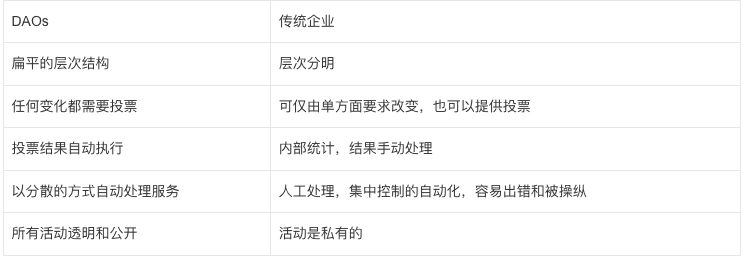 DAOs 传统企业
扁平的层次结构 层次分明
任何变化都需要投票 可仅由单方面要求改变，也可以提供投票
投票结果自动执行 内部统计，结果手动处理
以分散的方式自动处理服务 人工处理，集中控制的自动化，容易出错和被操纵
所有活动透明和公开 活动是私有的